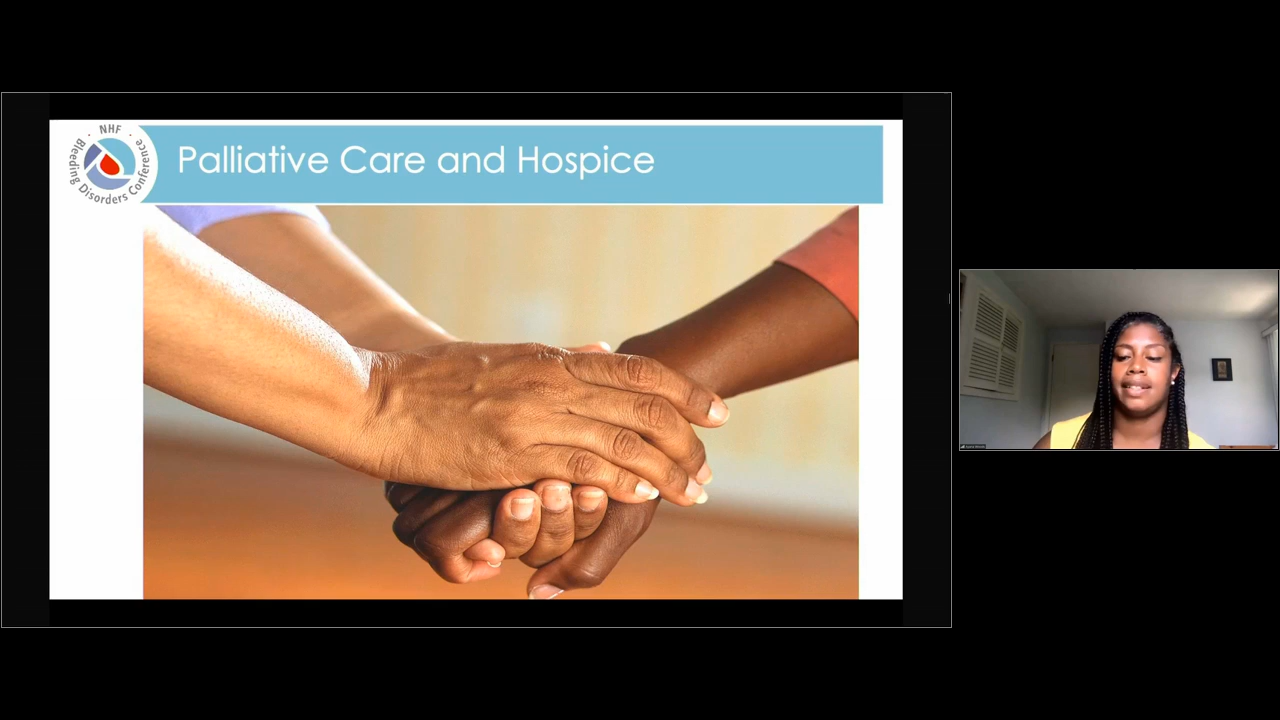 Palliative Care and Hospice
· NHF ·
Bleeding Disorders Conference